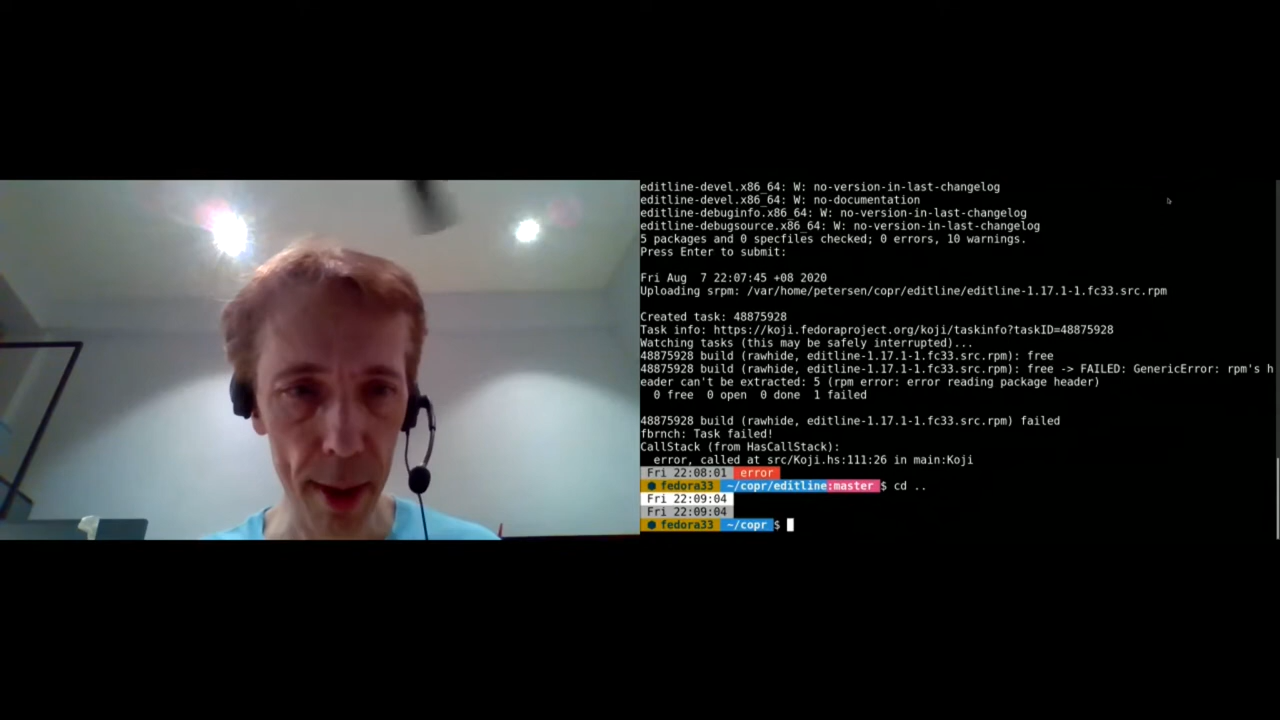 editline-devel.x86_64: W: no-version-in-last-changelog
editline-devel.x86_64: W: no-documentation
editline-debuginfo.x86_64: W: no-version-in-last-changelog
editline-debugsource.x86_64: W: no-version-in-last-changelog
5 packages and 0 specfiles checked; 0 errors, 10 warnings.
Press Enter to submit:
Fri Aug  7 22:07:45 +08 2020
Uploading srpm: /var/home/petersen/copr/editline/editline-1.17.1-1.fc33.src.rpm
Created task: 48875928
Task info: https://koji.fedoraproject.org/koji/taskinfo?taskID=48875928
Watching tasks (this may be safely interrupted)...
48875928 build (rawhide, editline-1.17.1-1.fc33.src.rpm): free
48875928 build (rawhide, editline-1.17.1-1.fc33.src.rpm): free -> FAILED: GenericError: rpm's h
eader can't be extracted: 5 (rpm error: error reading package header)
  0 free  0 open  0 done  1 failed
48875928 build (rawhide, editline-1.17.1-1.fc33.src.rpm) failed
fbrnch: Task failed!
CallStack (from HasCallStack):
  error, called at src/Koji.hs:111:26 in main:Koji
Fri 22:08:01 error
fedora33 ~/copr/editline:master $ cd ..
Fri 22:09:04
Fri 22:09:04
fedora33 ~/copr $